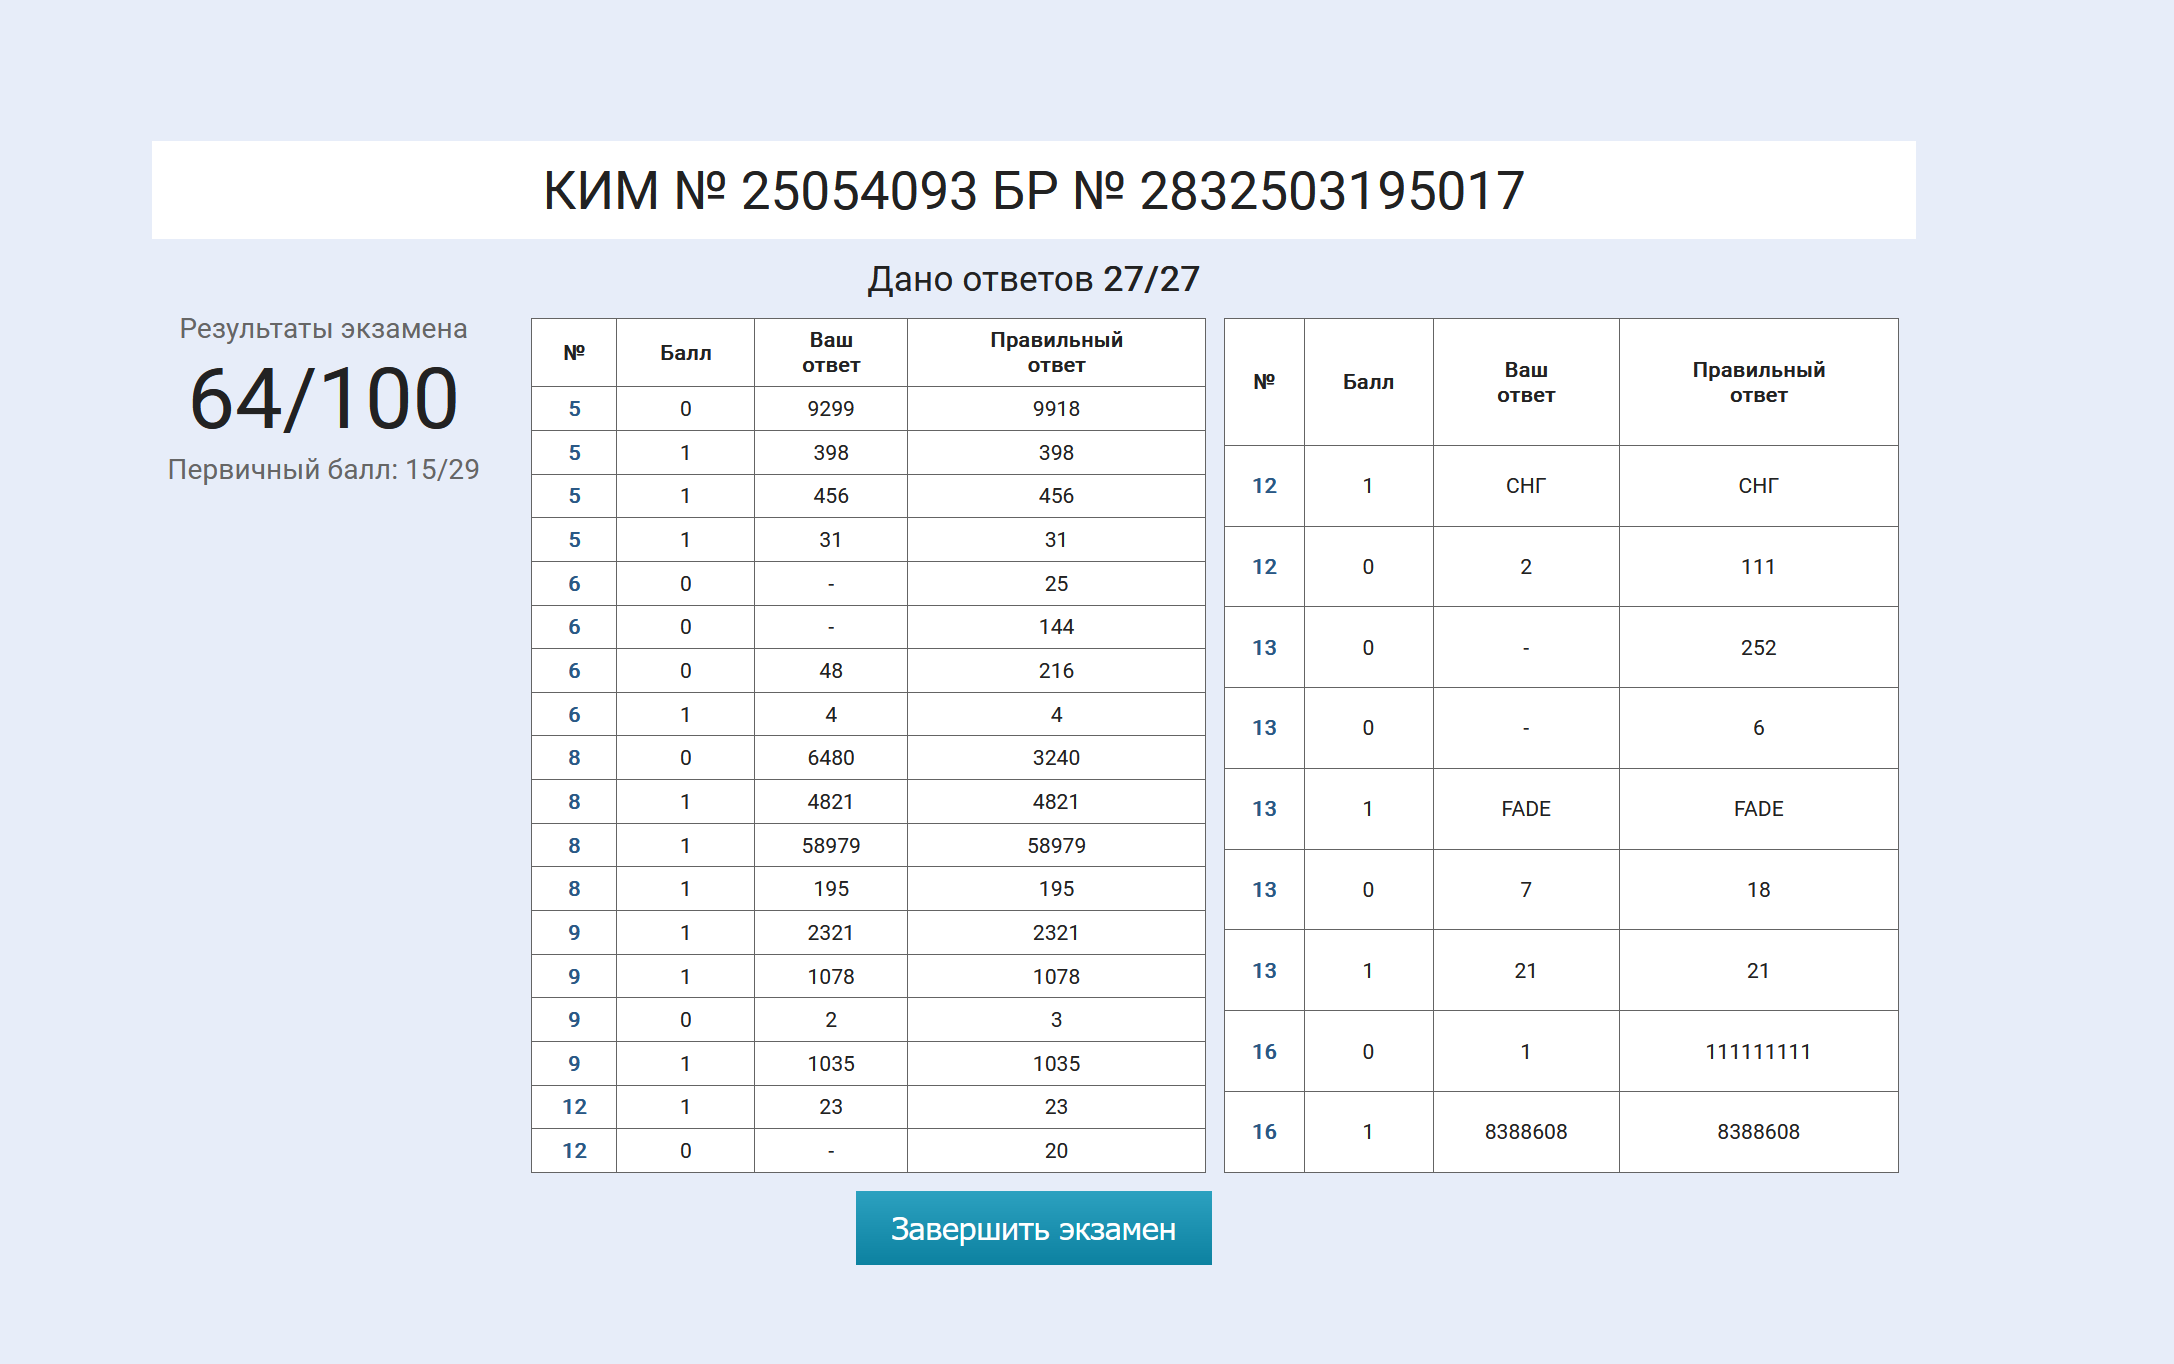 КИМ № 25054093 БР № 2832503195017
Дано ответов 27/27
Результаты экзамена
64/100
Первичный балл: 15/29
№ Балл Ваш ответ Правильный ответ
5 0 9299 9918
5 1 398 398
5 1 456 456
5 1 31 31
6 0 - 25
6 0 - 144
6 0 48 216
6 1 4 4
8 0 6480 3240
8 1 4821 4821
8 1 58979 58979
8 1 195 195
9 1 2321 2321
9 1 1078 1078
9 0 2 3
9 1 1035 1035
12 1 23 23
12 0 - 20
№ Балл Ваш ответ Правильный ответ
12 1 СНГ СНГ
12 0 2 111
13 0 - 252
13 0 - 6
13 1 FADE FADE
13 0 7 18
13 1 21 21
16 0 1 111111111
16 1 8388608 8388608
Завершить экзамен